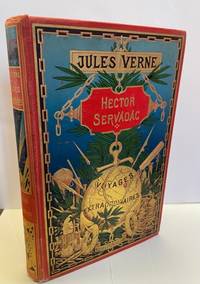 JULES VERNE
HECTOR
SERVADAC
VOYAGES
EXTRAORDINAIRES